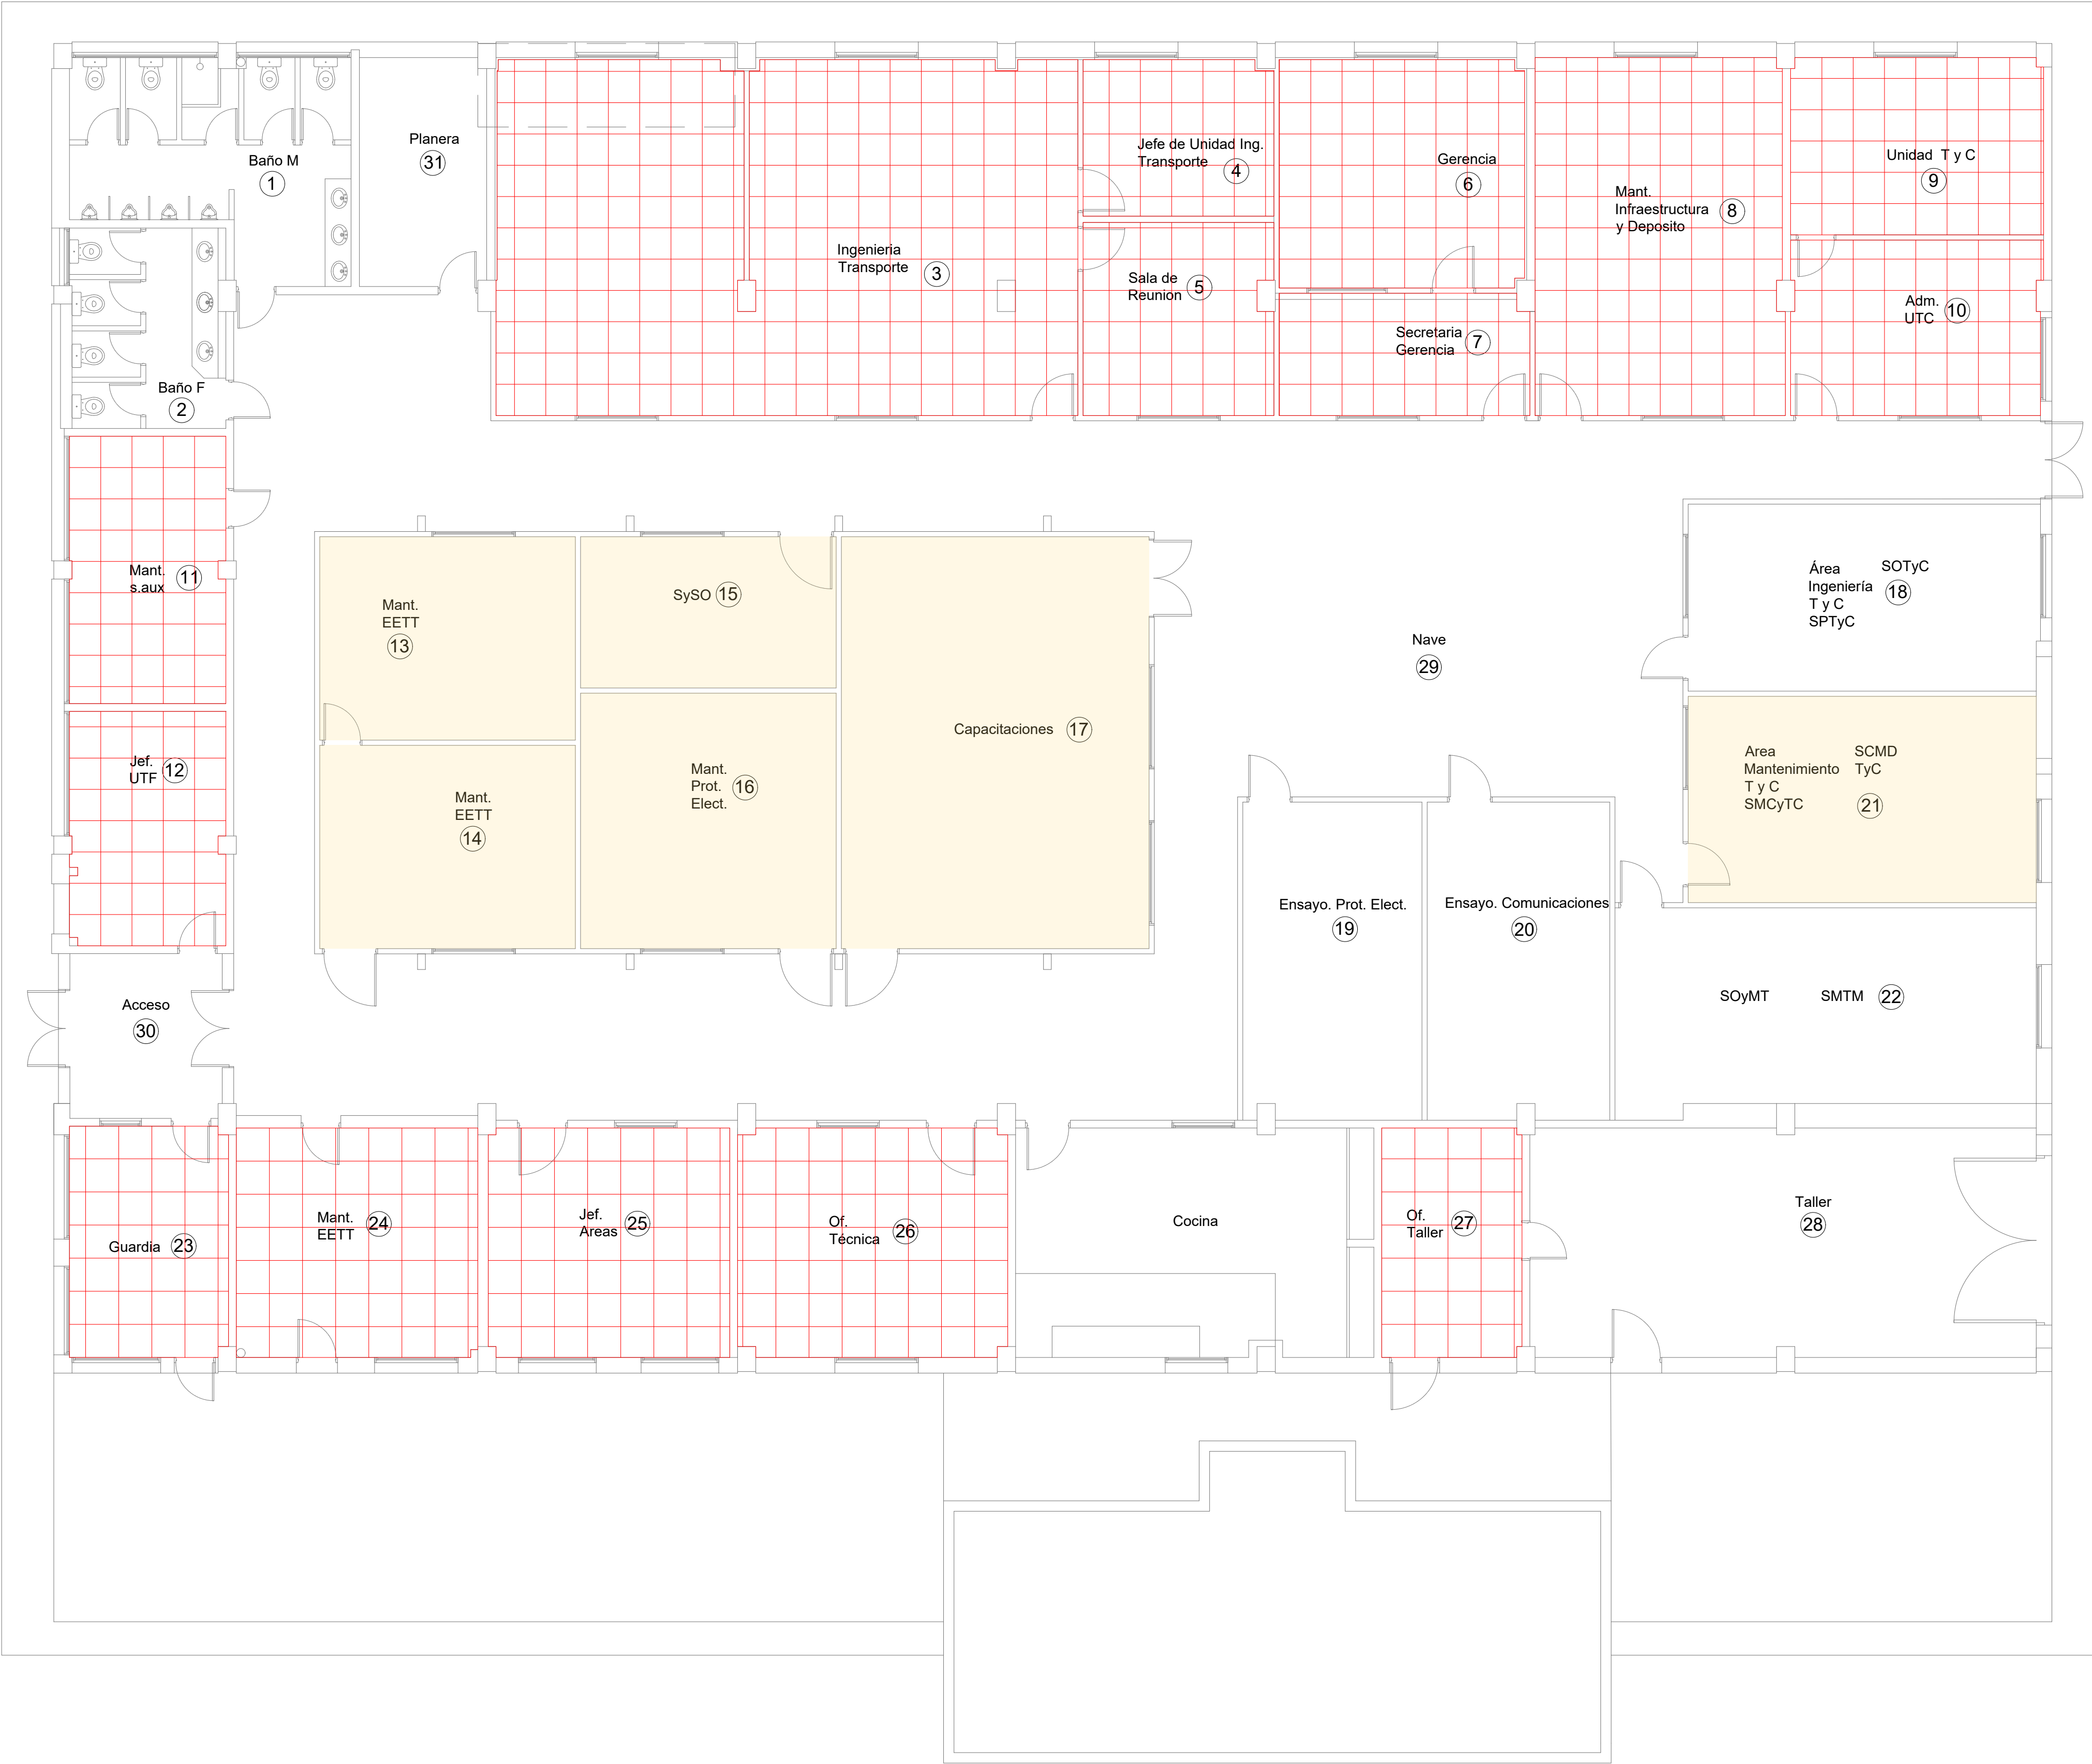 Baño M
1
Planera
31
Jefe de Unidad Ing.
Transporte
4
Gerencia
6
Unidad T y C
9
Mant.
Infraestructura
y Deposito
8
Ingenieria
Transporte
3
Sala de
Reunion
5
Secretaria
Gerencia
7
Adm.
UTC
10
Baño F
2
Mant.
s.aux
11
Mant.
EETT
13
SySO
15
Área
Ingeniería
T y C
SPTyC
SOTyC
18
Nave
29
Capacitaciones
17
Jef.
UTF
12
Mant.
EETT
14
Mant.
Prot.
Elect.
16
Area
Mantenimiento
T y C
SMCyTC
SCMD
TyC
21
Ensayo. Prot. Elect.
19
Ensayo. Comunicaciones
20
SOyMT
SMTM
22
Acceso
30
Guardia
23
Mant.
EETT
24
Jef.
Areas
25
Of.
Técnica
26
Cocina
Of.
Taller
27
Taller
28